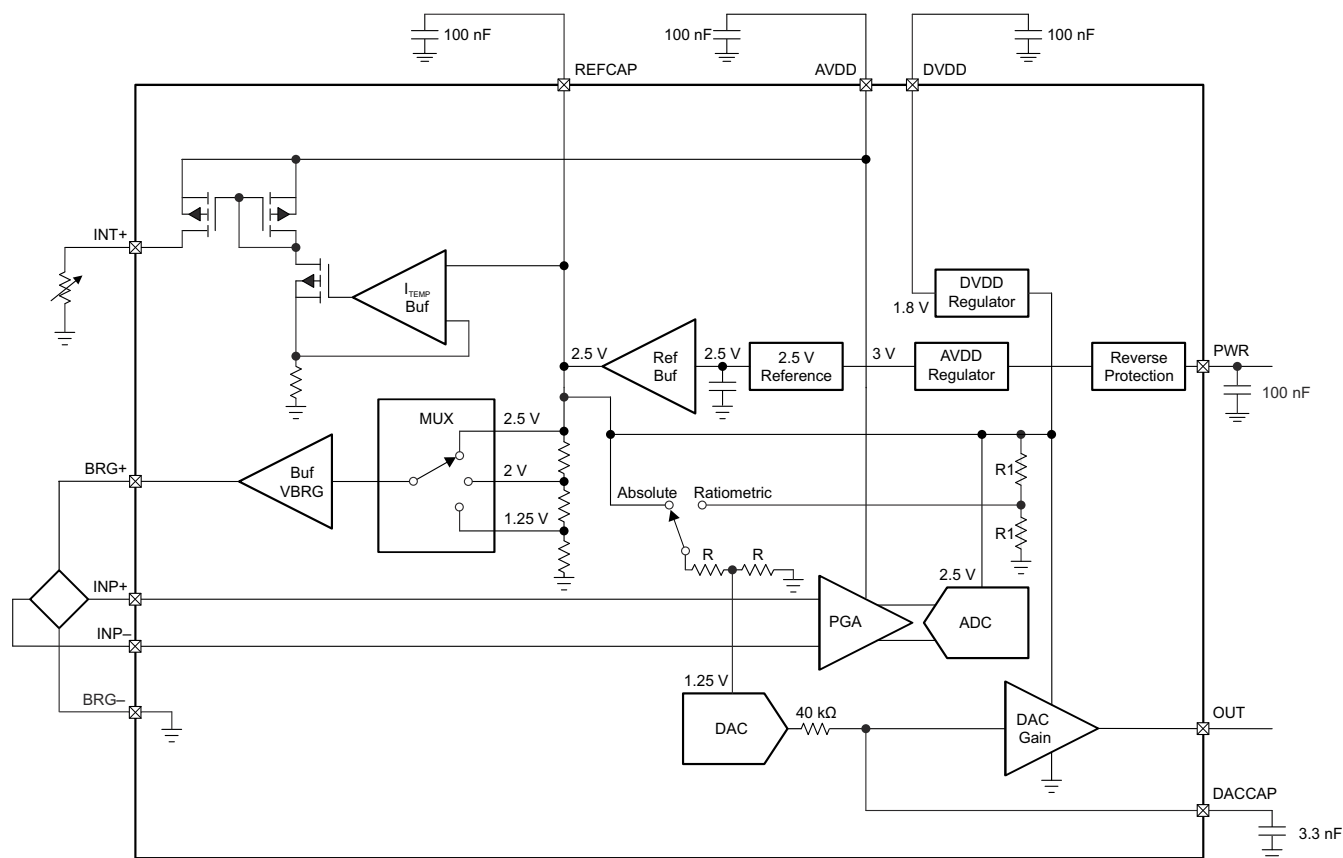 100 nF
100 nF
100 nF
REFCAP
AVDD
DVDD
INT+
I_TEMP
Buf
DVDD
Regulator
1.8 V
2.5 V
Ref
Buf
2.5 V
2.5 V
Reference
3 V
AVDD
Regulator
Reverse
Protection
PWR
100 nF
MUX
2.5 V
2 V
1.25 V
BRG+
Buf
VBRG
Absolute
Ratiometric
R1
R1
R
R
2.5 V
INP+
PGA
ADC
INP–
1.25 V
BRG–
DAC
40 kΩ
DAC
Gain
OUT
DACCAP
3.3 nF